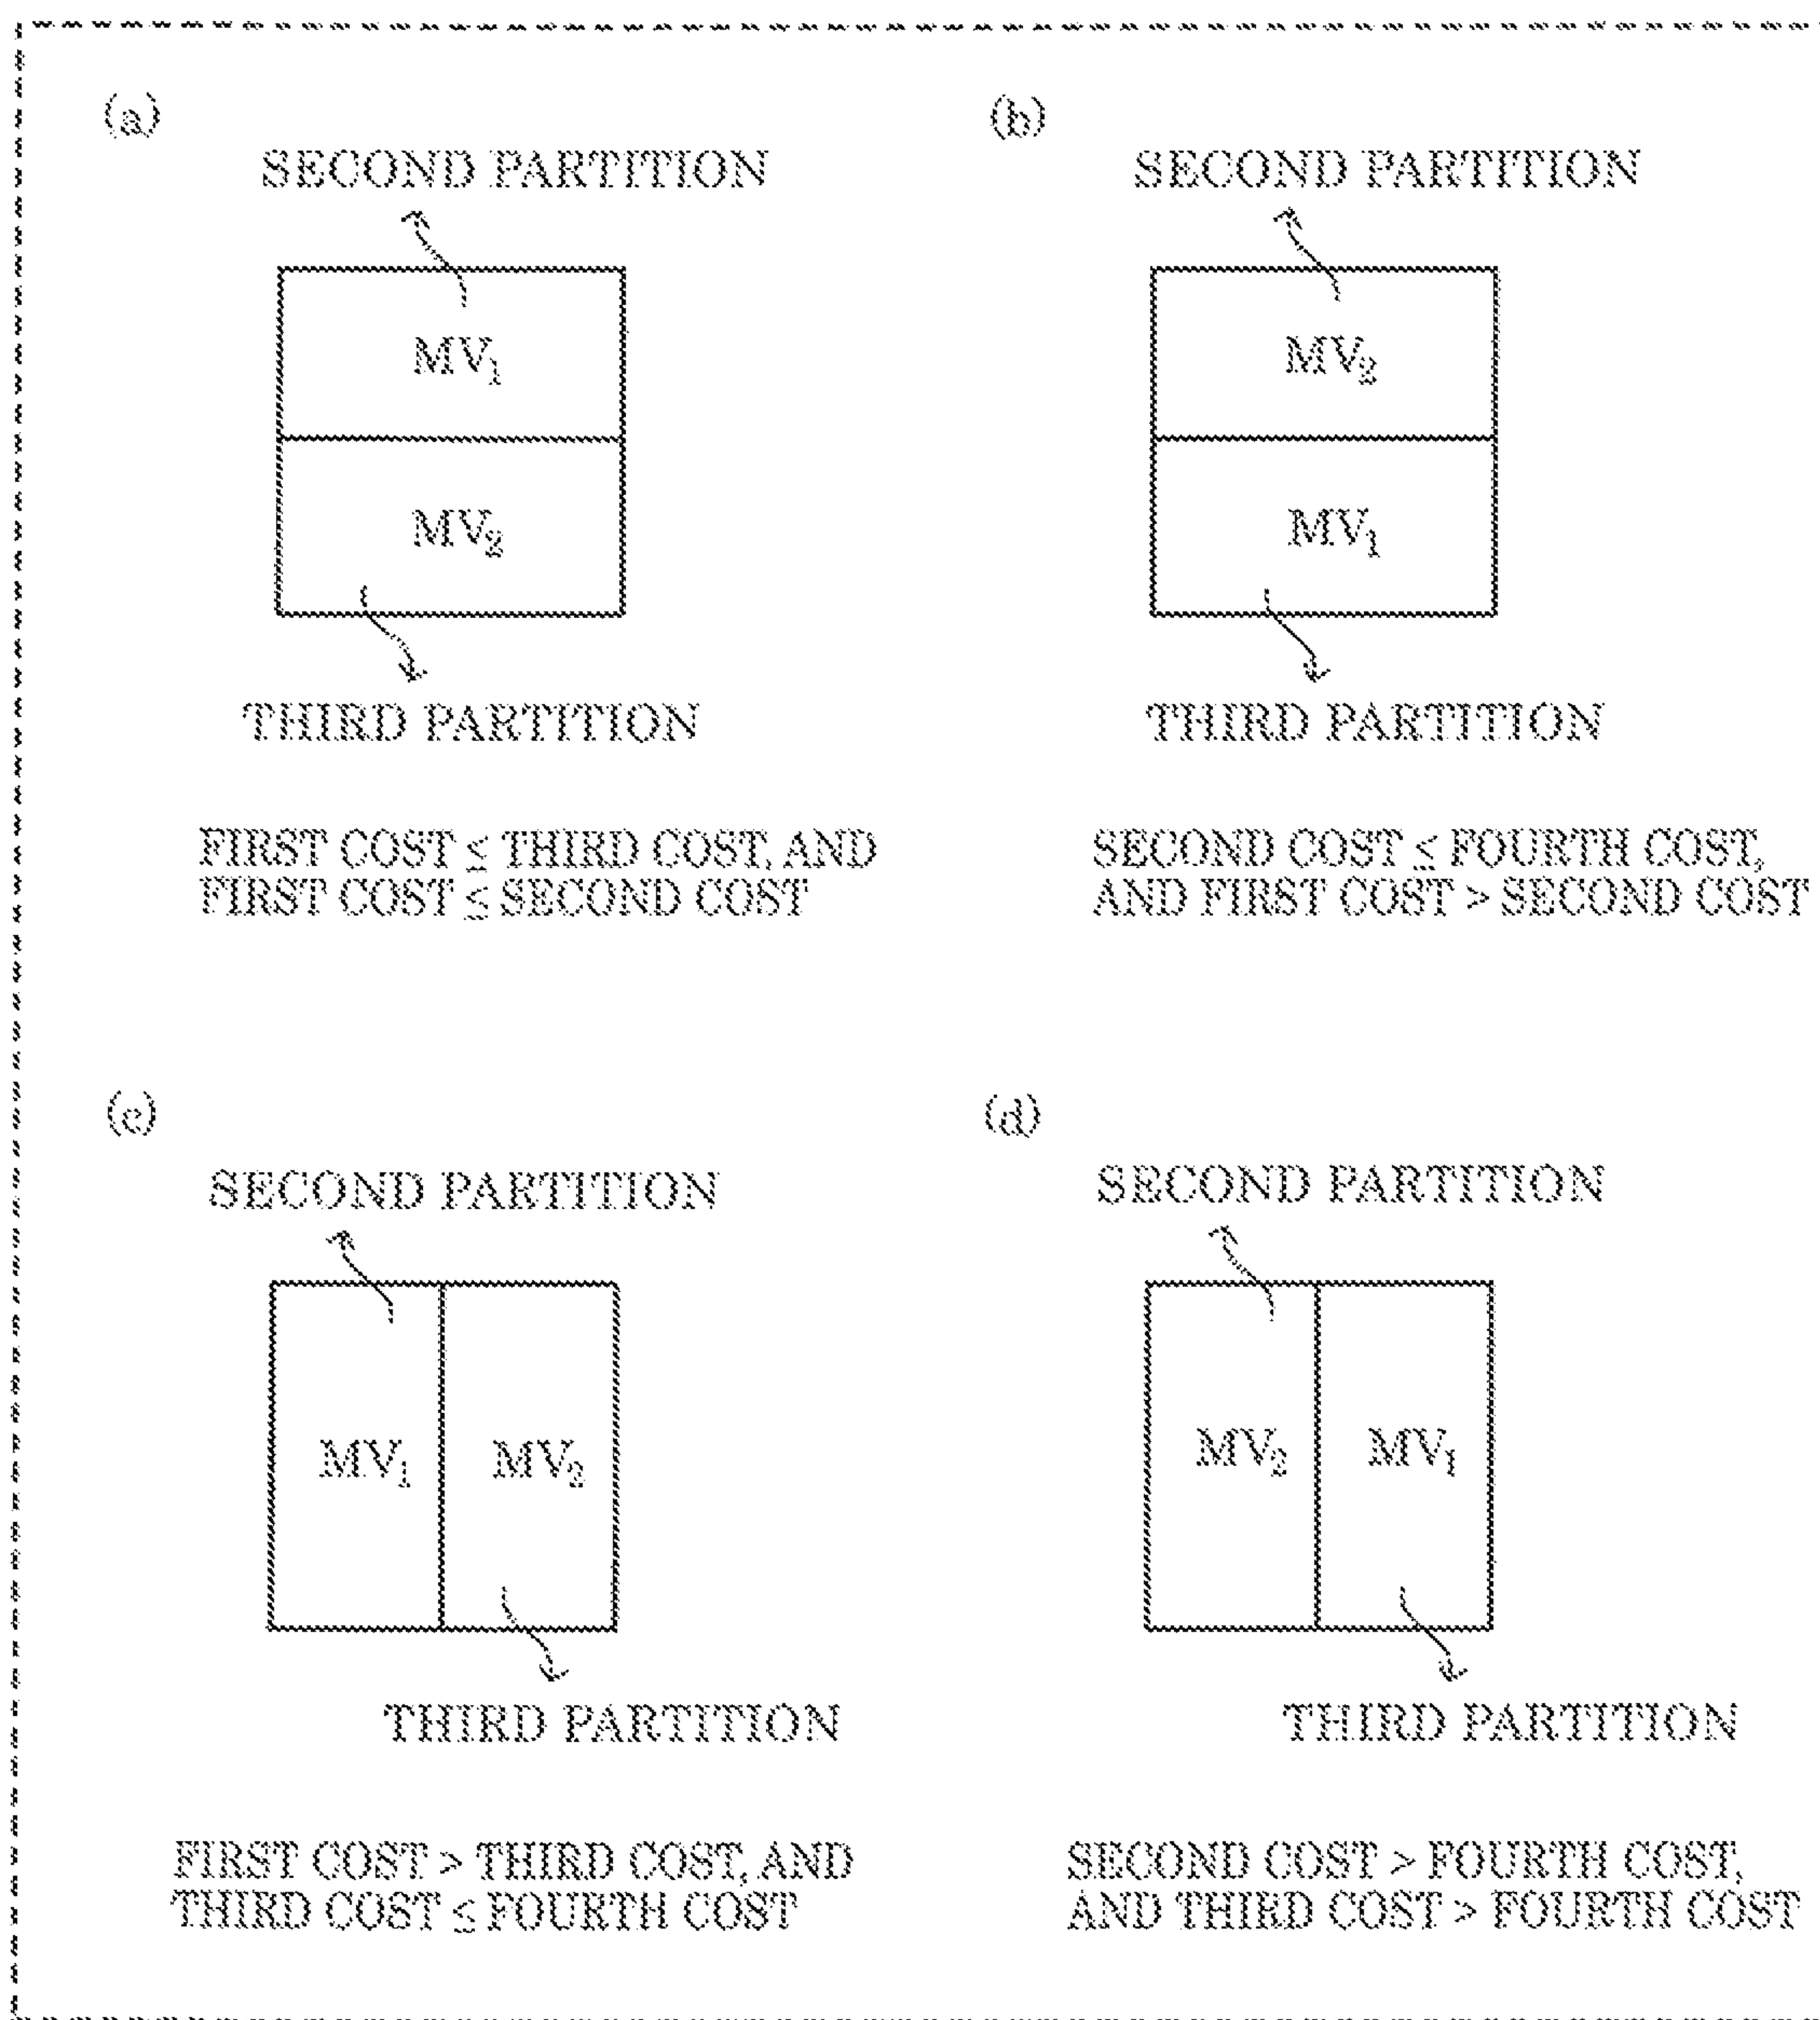 (a)
SECOND PARTITION
MV₁
MV₂
THIRD PARTITION
FIRST COST ≤ THIRD COST, AND
FIRST COST ≤ SECOND COST
(b)
SECOND PARTITION
MV₂
MV₁
THIRD PARTITION
SECOND COST ≤ FOURTH COST,
AND FIRST COST > SECOND COST
(c)
SECOND PARTITION
MV₁ MV₂
THIRD PARTITION
FIRST COST > THIRD COST, AND
THIRD COST ≤ FOURTH COST
(d)
SECOND PARTITION
MV₂ MV₁
THIRD PARTITION
SECOND COST > FOURTH COST,
AND THIRD COST > FOURTH COST